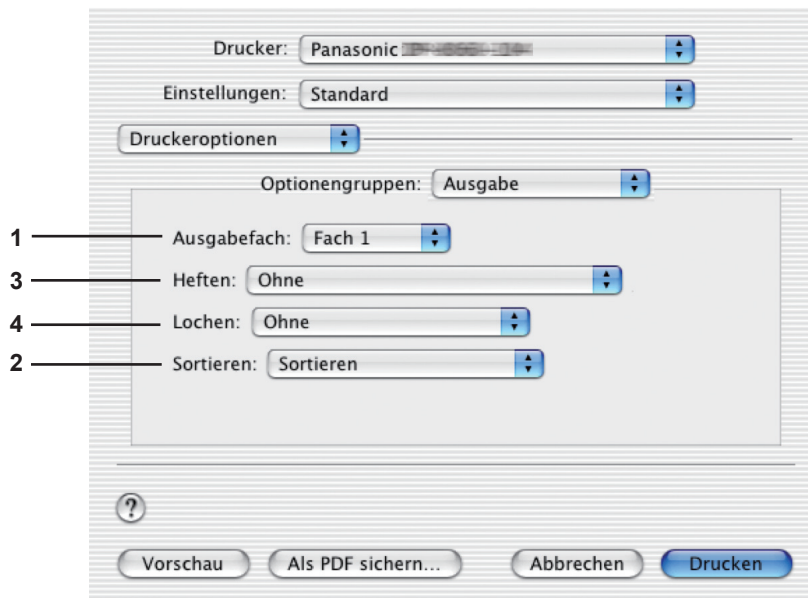 Drucker: Panasonic
Einstellungen: Standard
Druckeroptionen
Optionengruppen: Ausgabe
1 Ausgabefach: Fach 1
3 Heften: Ohne
4 Lochen: Ohne
2 Sortieren: Sortieren
?
Vorschau Als PDF sichern... Abbrechen Drucken